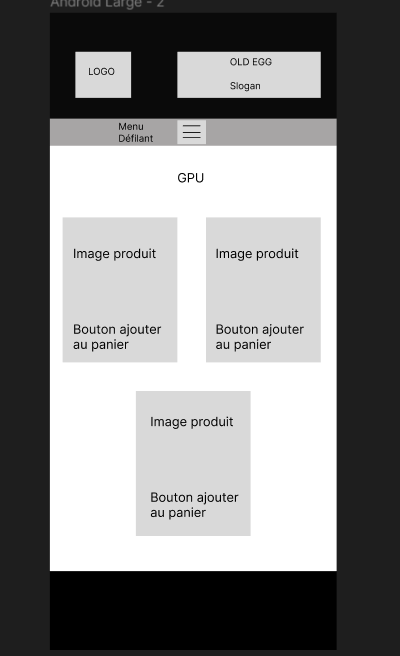 Android Large - 2
LOGO
OLD EGG
Slogan
Menu
Défilant
GPU
Image produit
Image produit
Bouton ajouter
au panier
Bouton ajouter
au panier
Image produit
Bouton ajouter
au panier